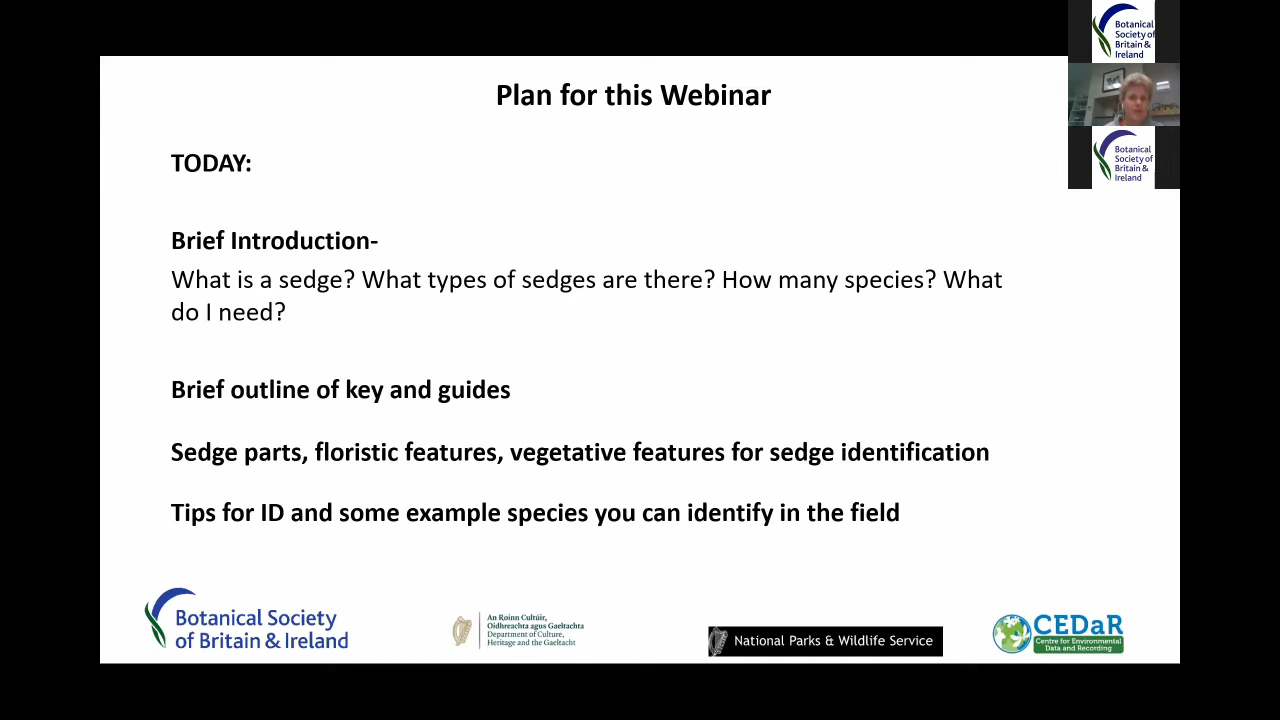 Plan for this Webinar
TODAY:
Brief Introduction-
What is a sedge? What types of sedges are there? How many species? What
do I need?
Brief outline of key and guides
Sedge parts, floristic features, vegetative features for sedge identification
Tips for ID and some example species you can identify in the field
Botanical Society
of Britain & Ireland
An Roinn Cultúir,
Oidhreachta agus Gaeltachta
Department of Culture,
Heritage and the Gaeltacht
National Parks & Wildlife Service
CEDaR
Centre for Environmental
Data and Recording
Botanical
Society of
Britain &
Ireland
Botanical
Society of
Britain &
Ireland